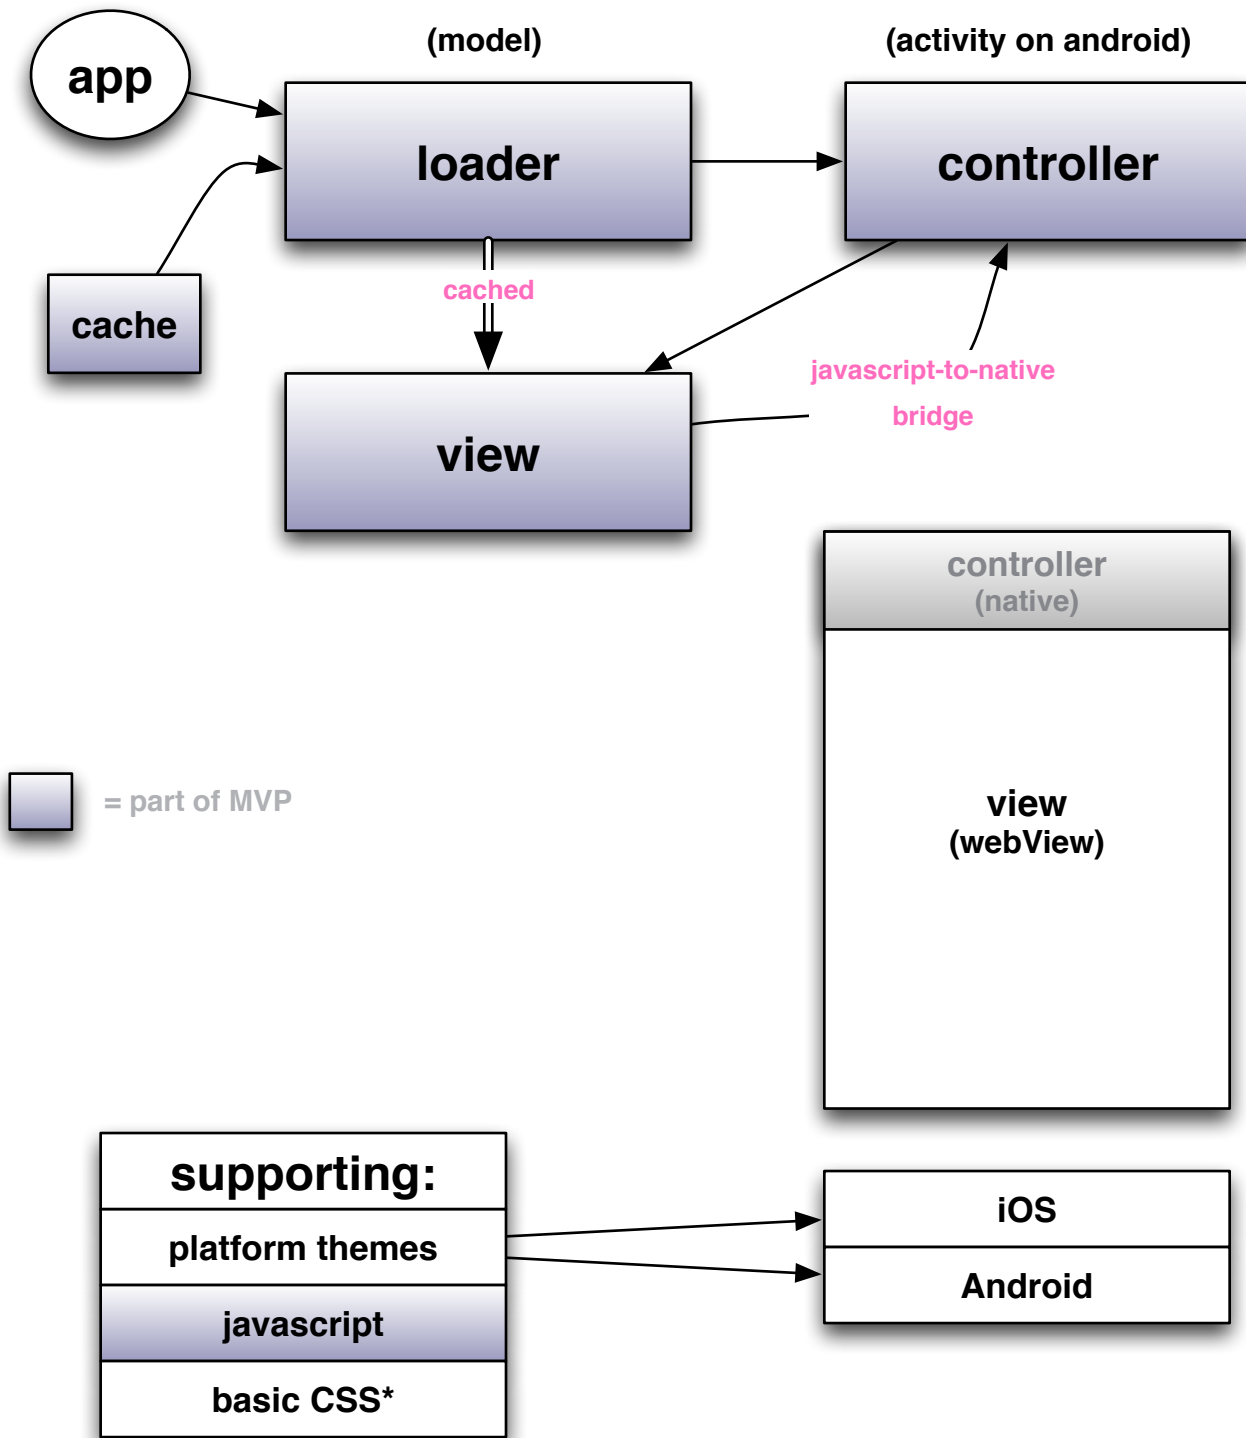 (model)
(activity on android)
app
loader
controller
cached
cache
javascript-to-native
bridge
view
controller
(native)
= part of MVP
view
(webView)
supporting:
platform themes
javascript
basic CSS*
iOS
Android